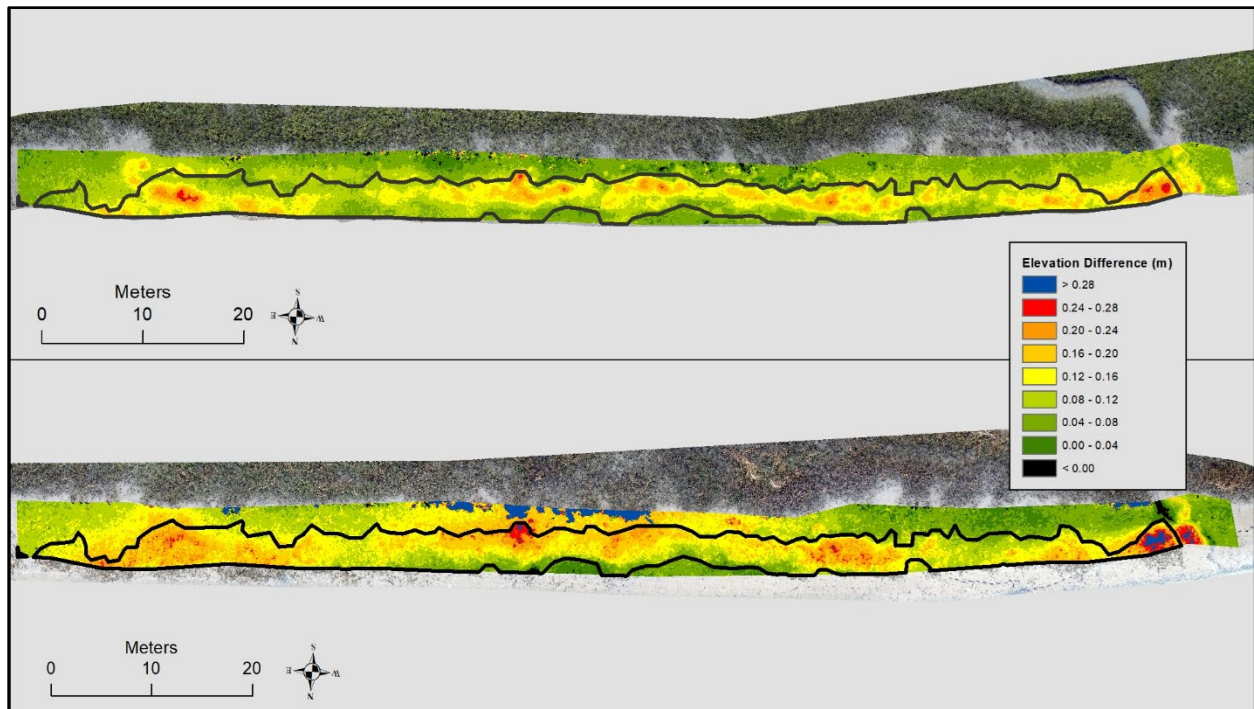 S
E W
N
Meters
0 10 20
Elevation Difference (m)
> 0.28
0.24 - 0.28
0.20 - 0.24
0.16 - 0.20
0.12 - 0.16
0.08 - 0.12
0.04 - 0.08
0.00 - 0.04
< 0.00
Meters
0 10 20
S
E W
N